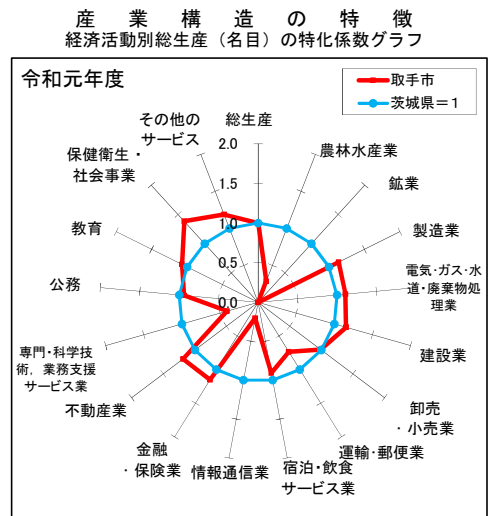 産業構造の特徴
経済活動別総生産（名目）の特化係数グラフ
令和元年度
取手市
茨城県＝１
総生産
農林水産業
鉱業
製造業
電気・ガス・水
道・廃棄物処
理業
建設業
卸売
・小売業
運輸・郵便業
宿泊・飲食
サービス業
情報通信業
金融
・保険業
不動産業
専門・科学技
術，業務支援
サービス業
公務
教育
保健衛生・
社会事業
その他の
サービス
2.0
1.5
1.0
0.5
0.0